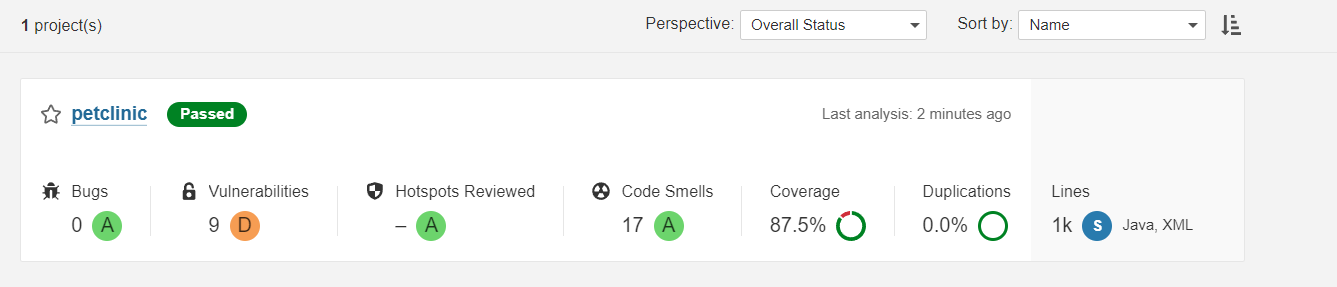 1 project(s)
Perspective: Overall Status
Sort by: Name
petclinic Passed
Last analysis: 2 minutes ago
Bugs
0 A
Vulnerabilities
9 D
Hotspots Reviewed
– A
Code Smells
17 A
Coverage
87.5%
Duplications
0.0%
Lines
1k S Java, XML